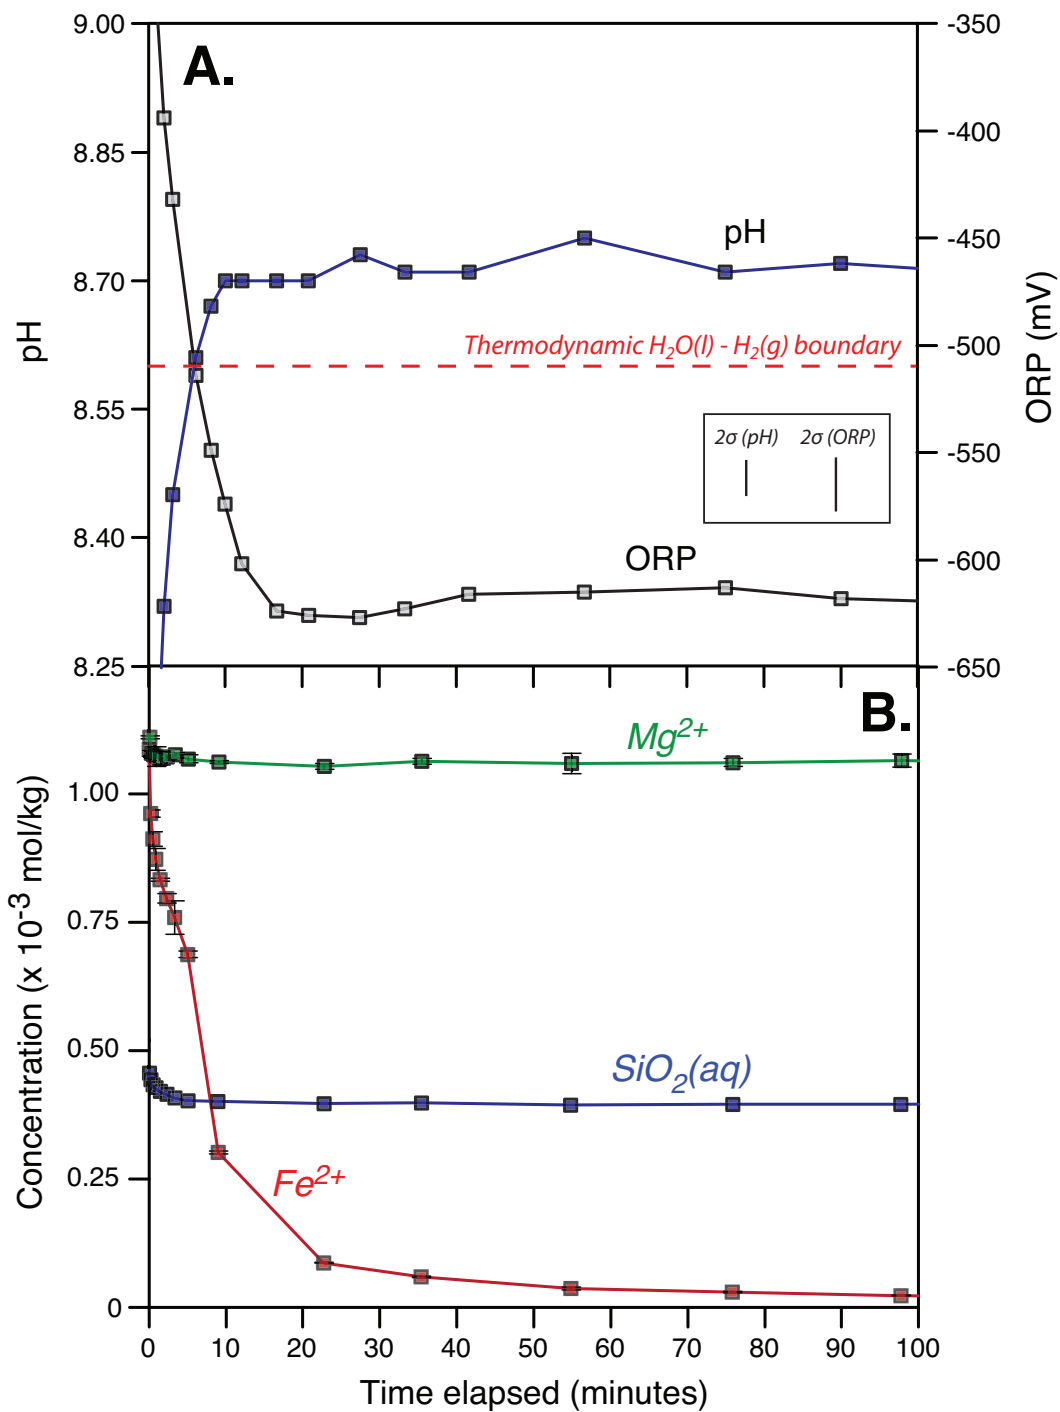 A.
9.00
8.85
8.70
8.55
8.40
8.25
pH
-350
-400
-450
-500
-550
-600
-650
ORP (mV)
pH
Thermodynamic H₂O(l) - H₂(g) boundary
2σ (pH) 2σ (ORP)
ORP
B.
Mg²⁺
1.00
0.75
0.50
0.25
0
Concentration (x 10⁻³ mol/kg)
SiO₂(aq)
Fe²⁺
0 10 20 30 40 50 60 70 80 90 100
Time elapsed (minutes)